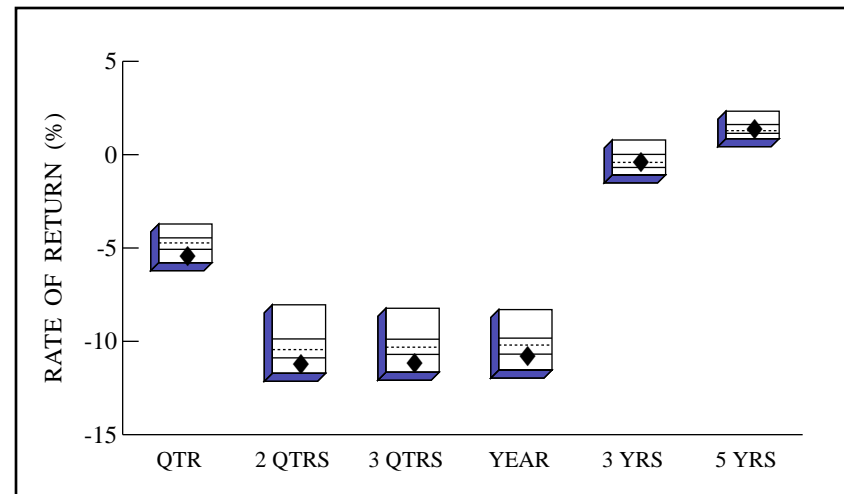 RATE OF RETURN (%)
5
0
-5
-10
-15
QTR 2 QTRS 3 QTRS YEAR 3 YRS 5 YRS